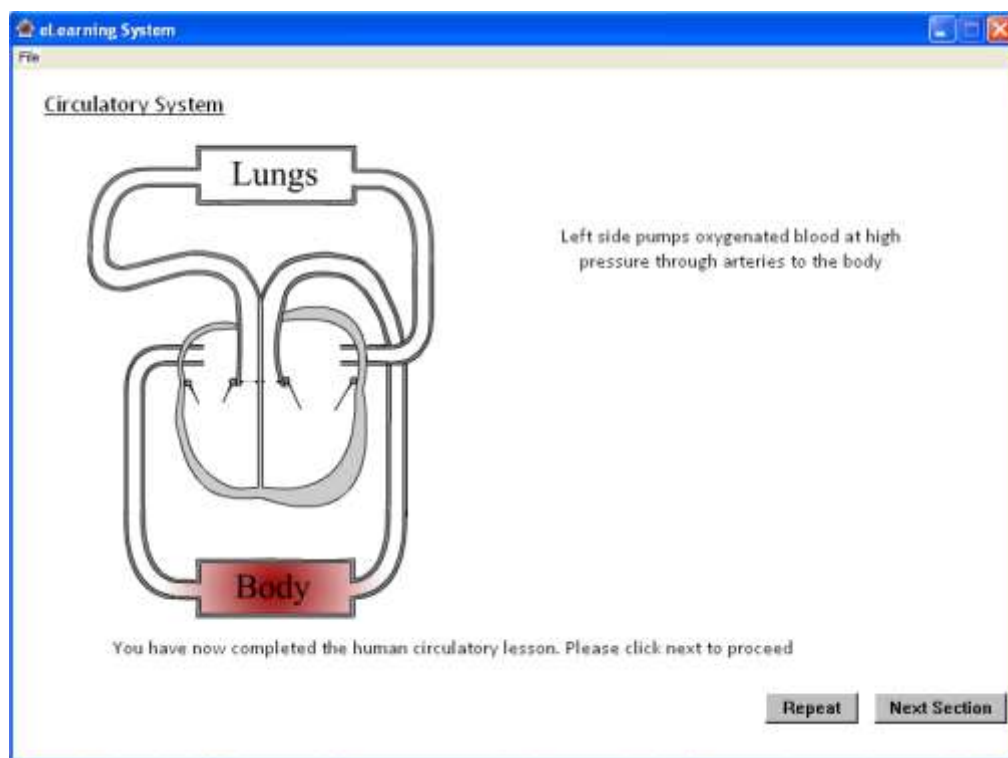 eLearning System
File
Circulatory System
Lungs
Left side pumps oxygenated blood at high
pressure through arteries to the body
Body
You have now completed the human circulatory lesson. Please click next to proceed
Repeat
Next Section